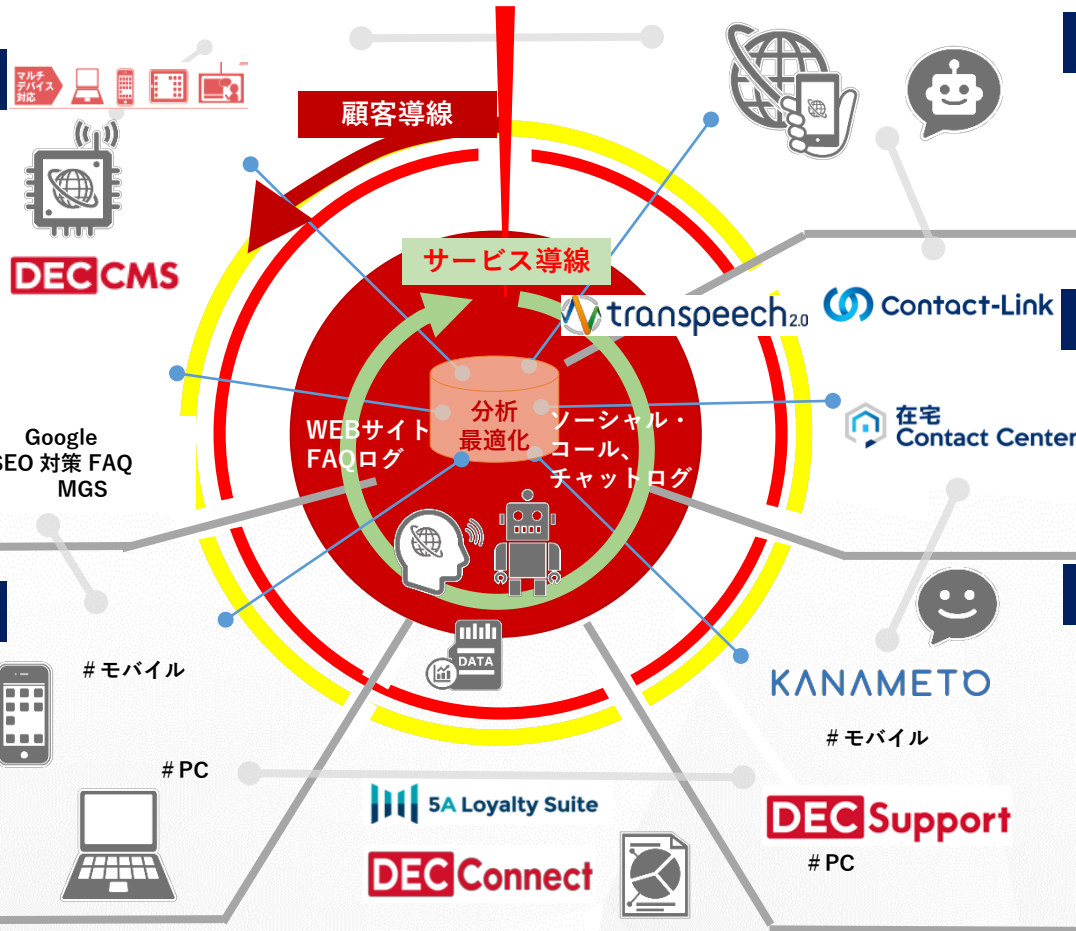 マルチ
デバイス
対応
顧客導線
サービス導線
DEC CMS
transpeech 2.0
Contact-Link
分析
最適化
WEBサイト
FAQログ
ソーシャル・
コール、
チャットログ
在宅
Contact Center
Google
SEO 対策 FAQ
MGS
DATA
#モバイル
#PC
KANAMETO
#モバイル
5A Loyalty Suite
DEC Connect
DEC Support
#PC